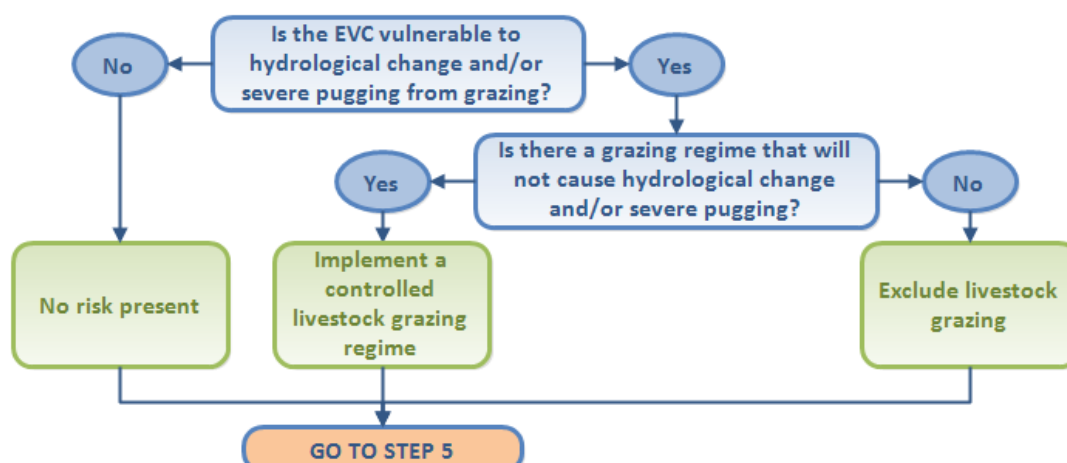 Is the EVC vulnerable to
hydrological change and/or
severe pugging from grazing?
No
Yes
Is there a grazing regime that will
not cause hydrological change
and/or severe pugging?
Yes
No
No risk present
Implement a
controlled
livestock grazing
regime
Exclude livestock
grazing
GO TO STEP 5